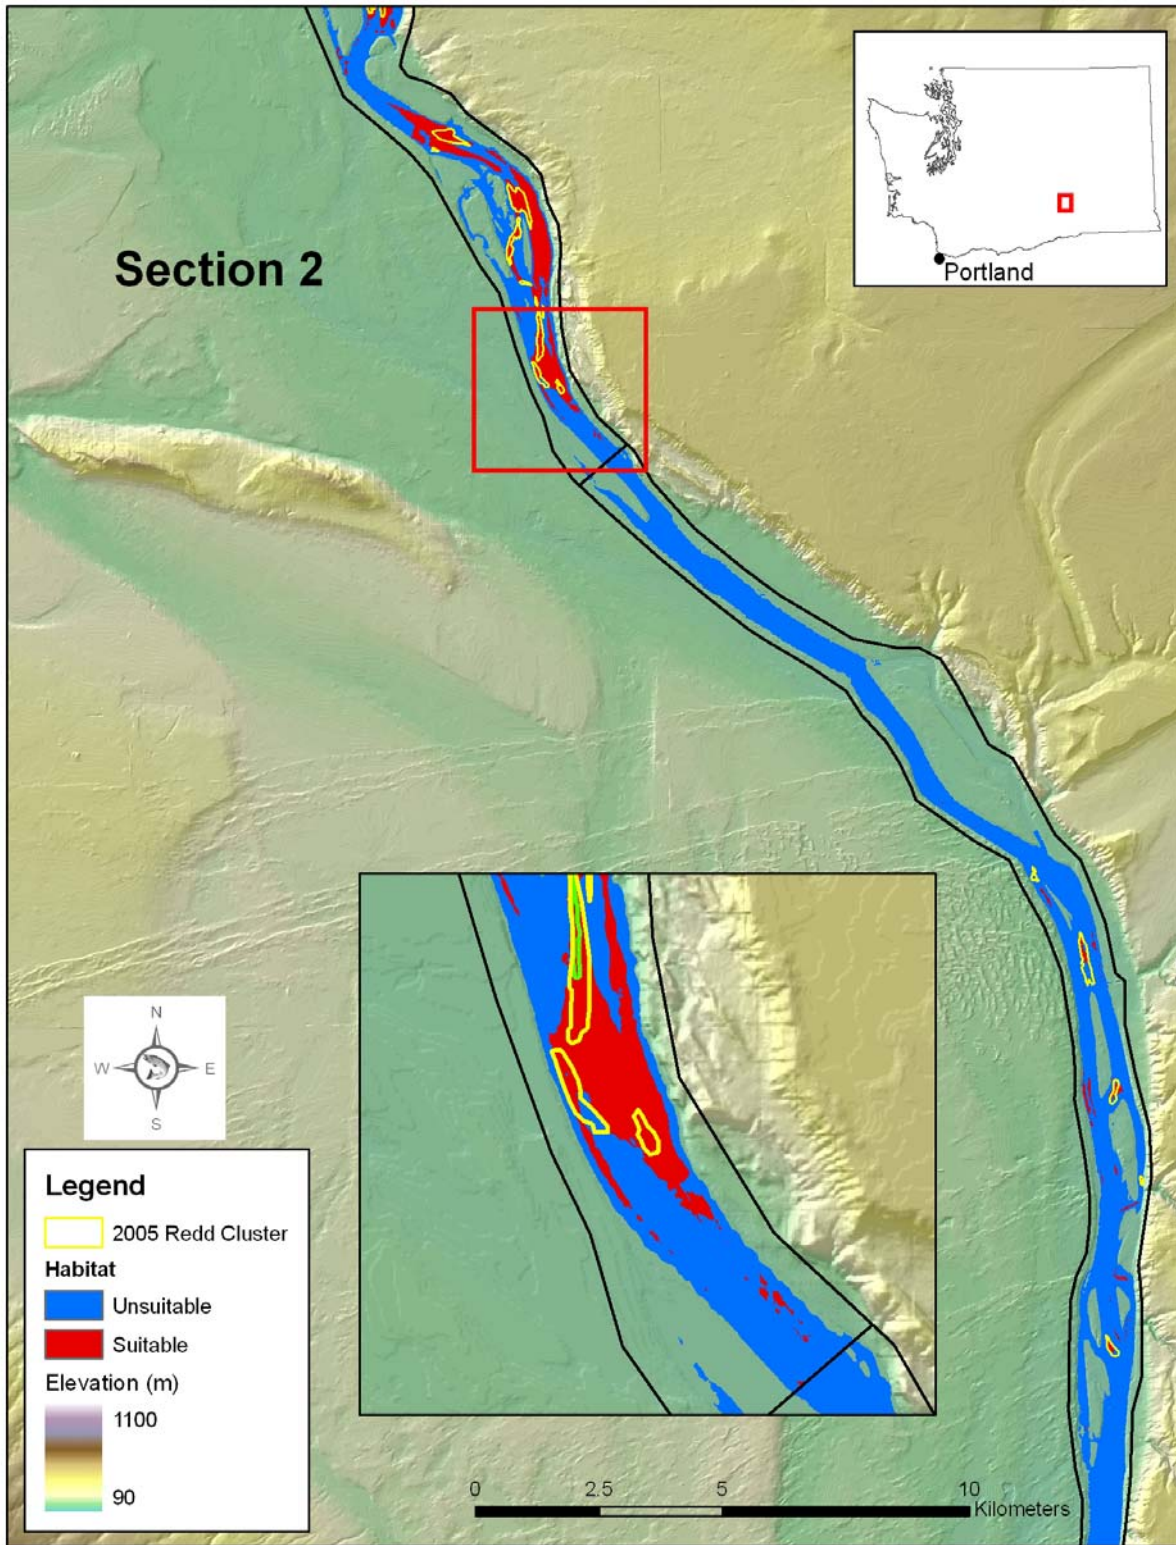 Section 2
Portland
N
W E
S
Legend
2005 Redd Cluster
Habitat
Unsuitable
Suitable
Elevation (m)
1100
90
0 2.5 5 10
Kilometers